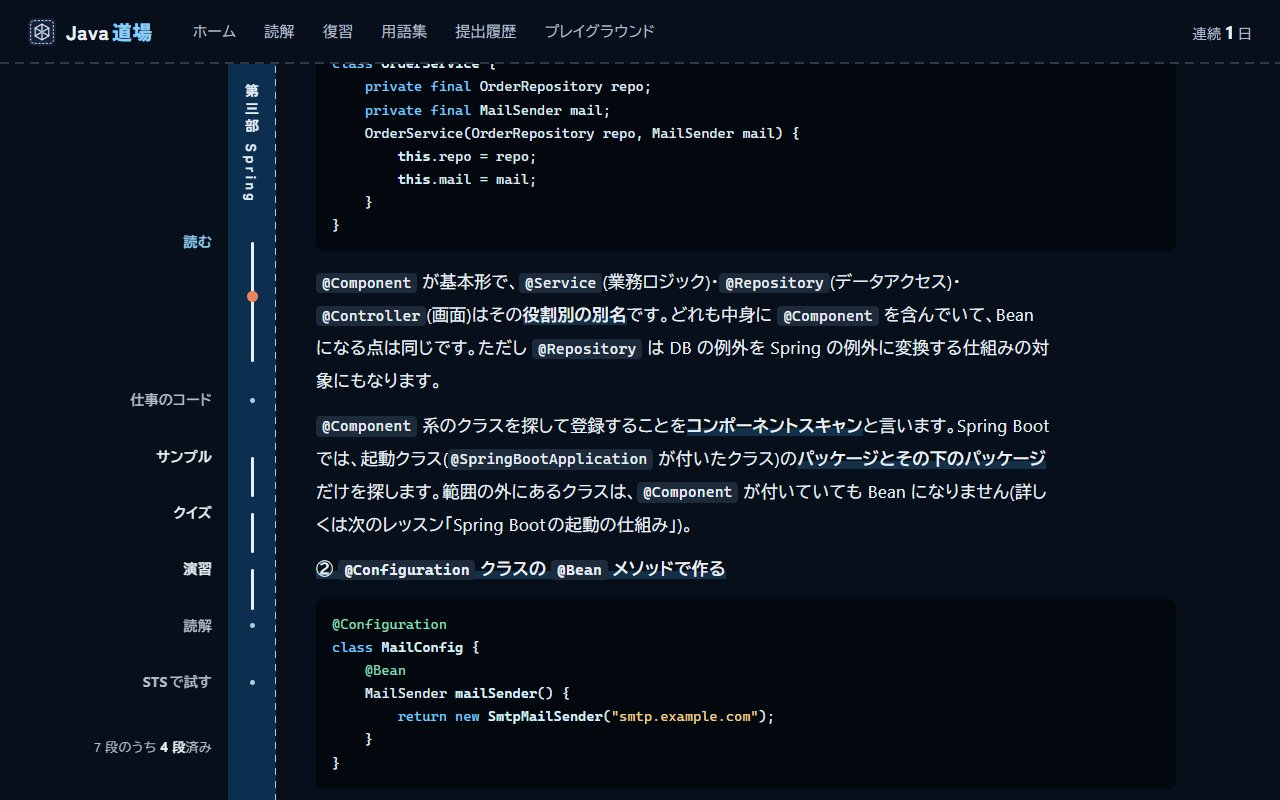 Java道場
ホーム 読解 復習 用語集 提出履歴 プレイグラウンド
連続 1 日
第三部 Spring
読む
仕事のコード
サンプル
クイズ
演習
読解
STSで試す
7 段のうち 4 段済み
class OrderService {
    private final OrderRepository repo;
    private final MailSender mail;
    OrderService(OrderRepository repo, MailSender mail) {
        this.repo = repo;
        this.mail = mail;
    }
}
@Component が基本形で、@Service(業務ロジック)・@Repository(データアクセス)・
@Controller(画面)はその役割別の別名です。どれも中身に @Component を含んでいて、Bean
になる点は同じです。ただし @Repository は DB の例外を Spring の例外に変換する仕組みの対
象にもなります。
@Component 系のクラスを探して登録することをコンポーネントスキャンと言います。Spring Boot
では、起動クラス(@SpringBootApplication が付いたクラス)のパッケージとその下のパッケージ
だけを探します。範囲の外にあるクラスは、@Component が付いていても Bean になりません(詳し
くは次のレッスン「Spring Bootの起動の仕組み」)。
② @Configuration クラスの @Bean メソッドで作る
@Configuration
class MailConfig {
    @Bean
    MailSender mailSender() {
        return new SmtpMailSender("smtp.example.com");
    }
}